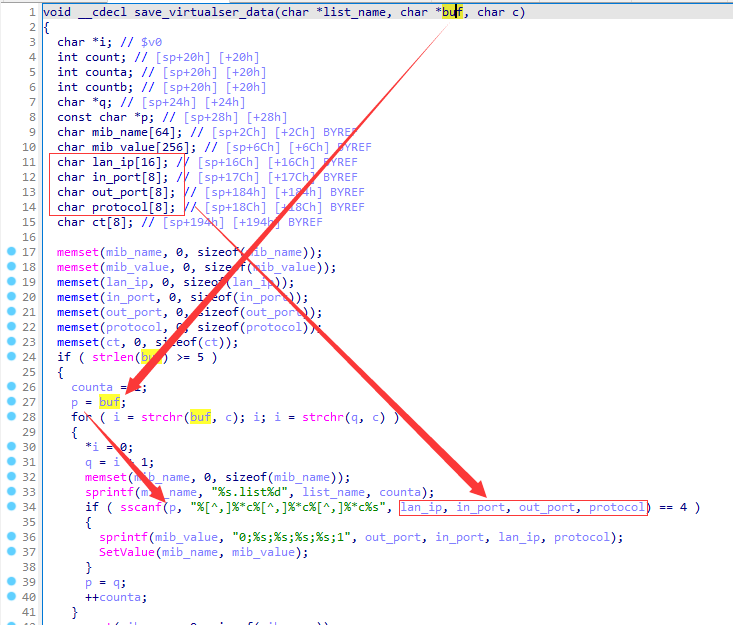 1 void __cdecl save_virtualser_data(char *list_name, char *buf, char c)
2 {
3 char *i; // $v0
4 int count; // [sp+20h] [+20h]
5 int counta; // [sp+20h] [+20h]
6 int countb; // [sp+20h] [+20h]
7 char *q; // [sp+24h] [+24h]
8 const char *p; // [sp+28h] [+28h]
9 char mib_name[64]; // [sp+2Ch] [+2Ch] BYREF
10 char mib_value[256]; // [sp+6Ch] [+6Ch] BYREF
11 char lan_ip[16]; // [sp+16Ch] [+16Ch] BYREF
12 char in_port[8]; // [sp+17Ch] [+17Ch] BYREF
13 char out_port[8]; // [sp+184h] [+184h] BYREF
14 char protocol[8]; // [sp+18Ch] [+18Ch] BYREF
15 char ct[8]; // [sp+194h] [+194h] BYREF
16
17 memset(mib_name, 0, sizeof(mib_name));
18 memset(mib_value, 0, sizeof(mib_value));
19 memset(lan_ip, 0, sizeof(lan_ip));
20 memset(in_port, 0, sizeof(in_port));
21 memset(out_port, 0, sizeof(out_port));
22 memset(protocol, 0, sizeof(protocol));
23 memset(ct, 0, sizeof(ct));
24 if ( strlen(buf) >= 5 )
25 {
26 counta =
27 p = buf;
28 for ( i = strchr(buf, c); i; i = strchr(q, c) )
29 {
30 *i = 0;
31 q = i + 1;
32 memset(mib_name, 0, sizeof(mib_name));
33 sprintf(mib_name, "%s.list%d", list_name, counta);
34 if ( sscanf(p, "%[^,]%*c%[^,]%*c%[^,]%*c%s", lan_ip, in_port, out_port, protocol) == 4 )
35 {
36 sprintf(mib_value, "0;%s;%s;%s;%s;1", out_port, in_port, lan_ip, protocol);
37 SetValue(mib_name, mib_value);
38 }
39 p = q;
40 ++counta;
41 }